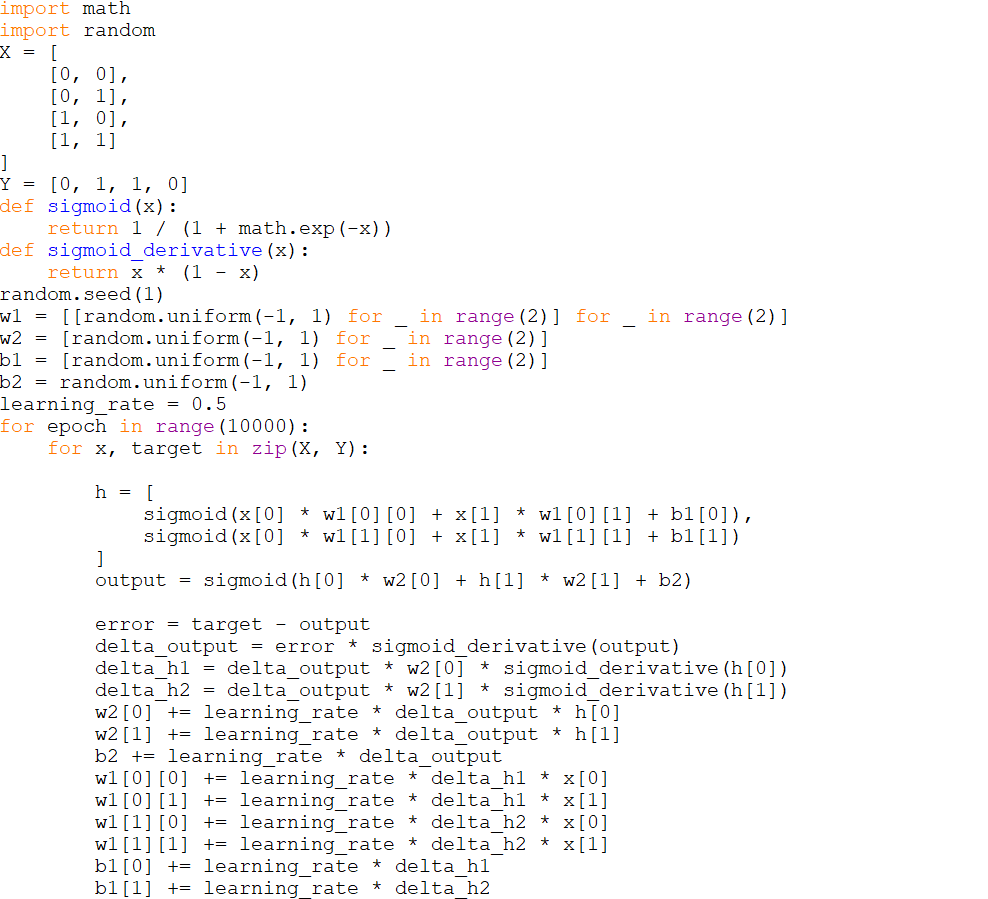 import math
import random
X = [
    [0, 0],
    [0, 1],
    [1, 0],
    [1, 1]
]
Y = [0, 1, 1, 0]
def sigmoid(x):
    return 1 / (1 + math.exp(-x))
def sigmoid_derivative(x):
    return x * (1 - x)
random.seed(1)
w1 = [[random.uniform(-1, 1) for _ in range(2)] for _ in range(2)]
w2 = [random.uniform(-1, 1) for _ in range(2)]
b1 = [random.uniform(-1, 1) for _ in range(2)]
b2 = random.uniform(-1, 1)
learning_rate = 0.5
for epoch in range(10000):
    for x, target in zip(X, Y):

        h = [
            sigmoid(x[0] * w1[0][0] + x[1] * w1[0][1] + b1[0]),
            sigmoid(x[0] * w1[1][0] + x[1] * w1[1][1] + b1[1])
        ]
        output = sigmoid(h[0] * w2[0] + h[1] * w2[1] + b2)

        error = target - output
        delta_output = error * sigmoid_derivative(output)
        delta_h1 = delta_output * w2[0] * sigmoid_derivative(h[0])
        delta_h2 = delta_output * w2[1] * sigmoid_derivative(h[1])
        w2[0] += learning_rate * delta_output * h[0]
        w2[1] += learning_rate * delta_output * h[1]
        b2 += learning_rate * delta_output
        w1[0][0] += learning_rate * delta_h1 * x[0]
        w1[0][1] += learning_rate * delta_h1 * x[1]
        w1[1][0] += learning_rate * delta_h2 * x[0]
        w1[1][1] += learning_rate * delta_h2 * x[1]
        b1[0] += learning_rate * delta_h1
        b1[1] += learning_rate * delta_h2